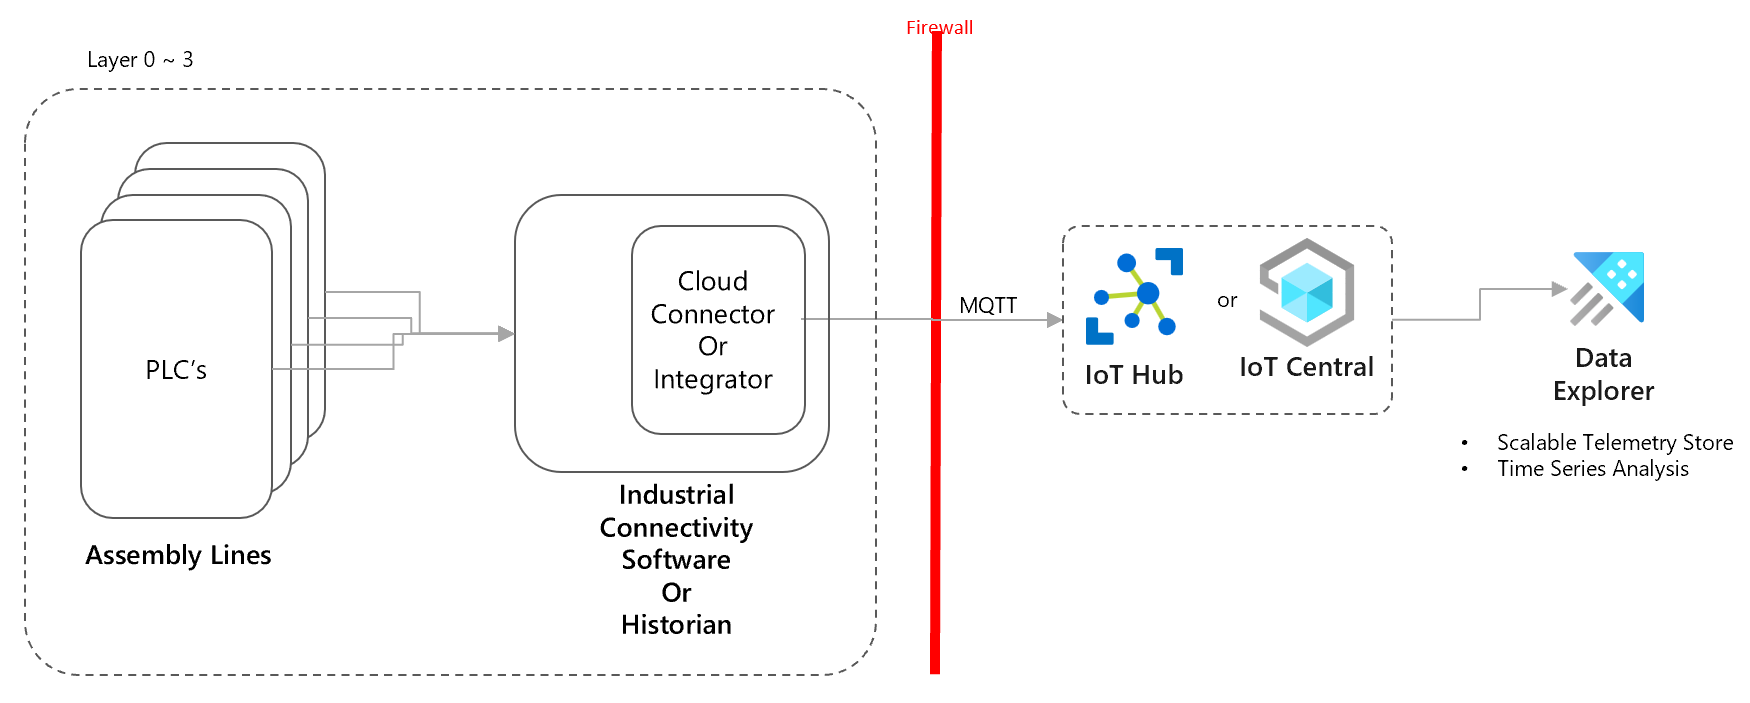 Firewall
Layer 0 ~ 3
PLC's
Assembly Lines
Cloud
Connector
Or
Integrator
Industrial
Connectivity
Software
Or
Historian
MQTT
IoT Hub
or
IoT Central
Data
Explorer
• Scalable Telemetry Store
• Time Series Analysis